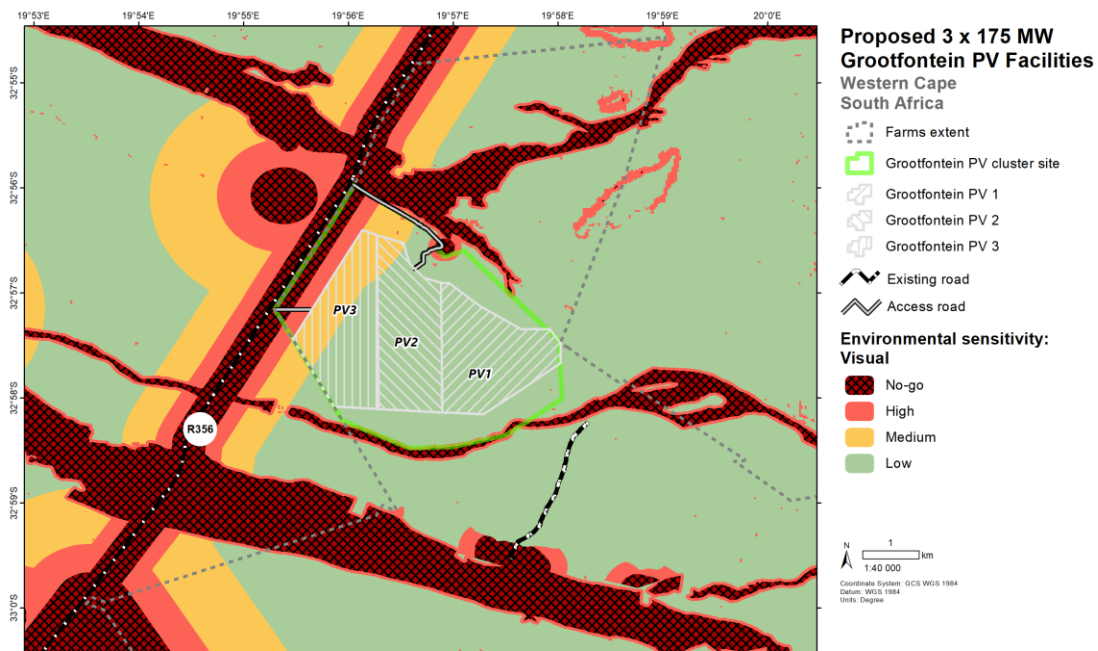 19°53'E 19°54'E 19°55'E 19°56'E 19°57'E 19°58'E 19°59'E 20°0'E
32°55'S
32°56'S
32°57'S
32°58'S
32°59'S
33°0'S
PV3
PV2
PV1
R356
Proposed 3 x 175 MW
Grootfontein PV Facilities
Western Cape
South Africa
Farms extent
Grootfontein PV cluster site
Grootfontein PV 1
Grootfontein PV 2
Grootfontein PV 3
Existing road
Access road
Environmental sensitivity:
Visual
No-go
High
Medium
Low
N
1
km
1:40 000
Coordinate System: GCS WGS 1984
Datum: WGS 1984
Units: Degree